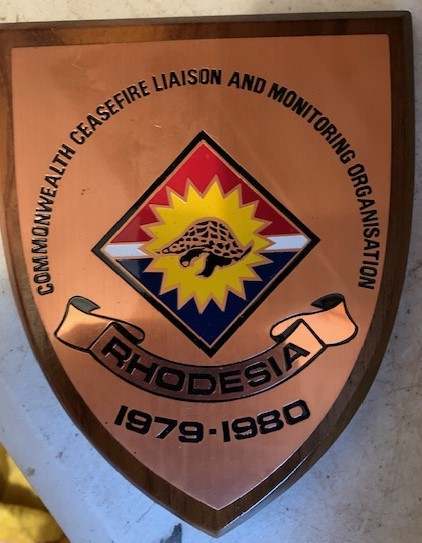 COMMONWEALTH CEASEFIRE LIAISON AND MONITORING ORGANISATION
RHODESIA
1979-1980